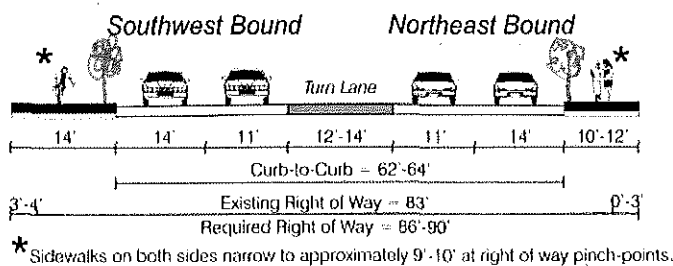 Southwest Bound Northeast Bound
* *
Turn Lane
14' 14' 11' 12'-14' 11' 14' 10'-12'
Curb-to-Curb = 62'-64'
3'-4' Existing Right of Way = 83' 0'-3'
Required Right of Way = 86'-90'
*Sidewalks on both sides narrow to approximately 9'-10' at right of way pinch-points.